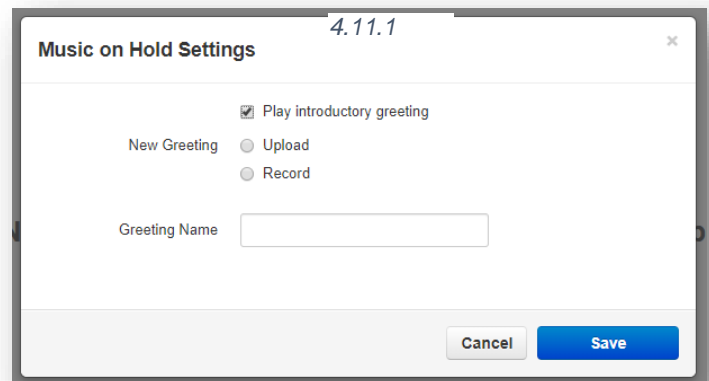 4.11.1
Music on Hold Settings
×
Play introductory greeting
New Greeting
Upload
Record
Greeting Name
Cancel
Save